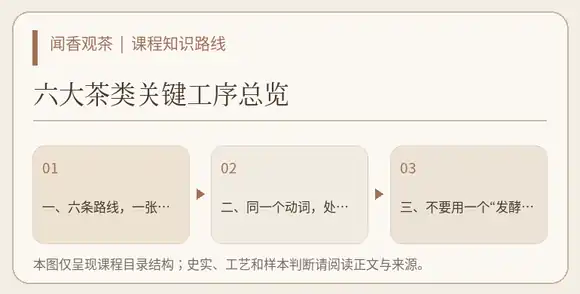 闻香观茶｜课程知识路线
六大茶类关键工序总览
01
一、六条路线，一张…
02
二、同一个动词，处…
03
三、不要用一个“发酵…
本图仅呈现课程目录结构；史实、工艺和样本判断请阅读正文与来源。